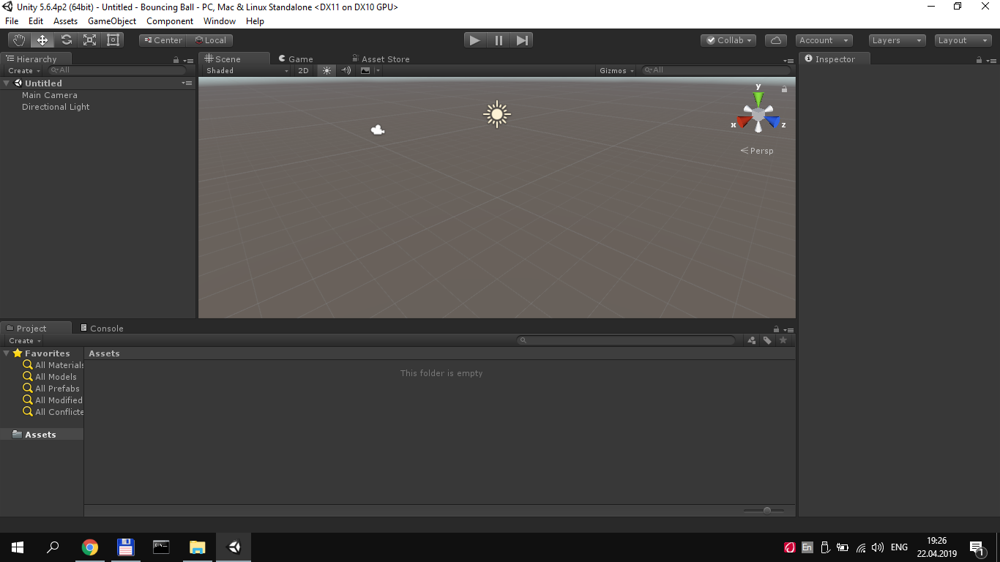 Unity 5.6.4p2 (64bit) - Untitled - Bouncing Ball - PC, Mac & Linux Standalone <DX11 on DX10 GPU>
File Edit Assets GameObject Component Window Help
Center Local Collab Account Layers Layout
Hierarchy Scene Game Asset Store Inspector
Create All Shaded 2D Gizmos All
Untitled
Main Camera
Directional Light
y
x z
Persp
Project Console
Create
Favorites Assets
All Materials
All Models
All Prefabs
All Modified
All Conflicte
This folder is empty
Assets
En ENG 19:26
22.04.2019
1